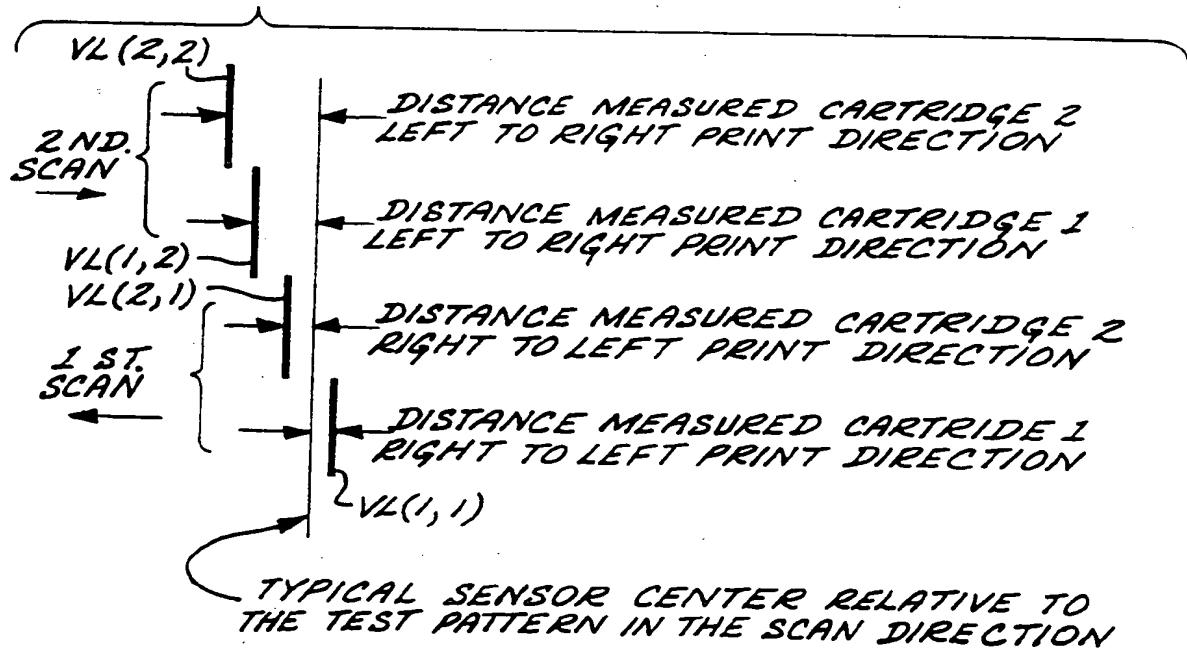 VL(2,2)
DISTANCE MEASURED CARTRIDGE 2
LEFT TO RIGHT PRINT DIRECTION
2 ND.
SCAN
DISTANCE MEASURED CARTRIDGE 1
LEFT TO RIGHT PRINT DIRECTION
VL(1,2)
VL(2,1)
DISTANCE MEASURED CARTRIDGE 2
RIGHT TO LEFT PRINT DIRECTION
1 ST.
SCAN
DISTANCE MEASURED CARTRIDE 1
RIGHT TO LEFT PRINT DIRECTION
VL(1,1)
TYPICAL SENSOR CENTER RELATIVE TO
THE TEST PATTERN IN THE SCAN DIRECTION